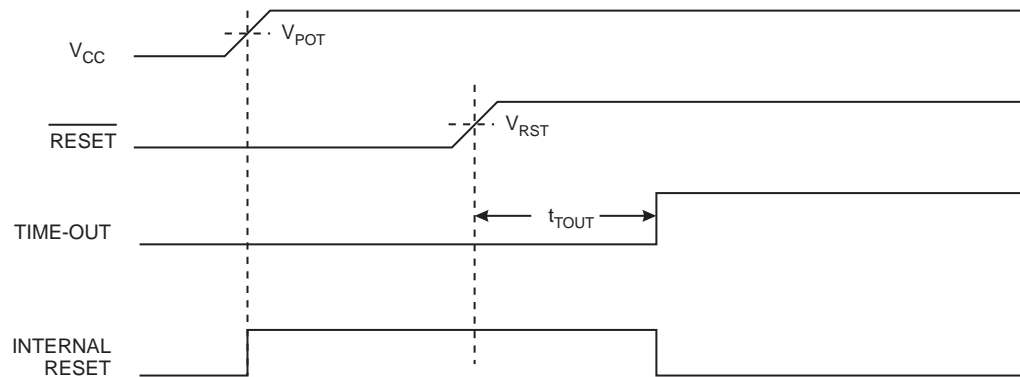 VCC
VPOT
RESET
VRST
TIME-OUT
tTOUT
INTERNAL
RESET